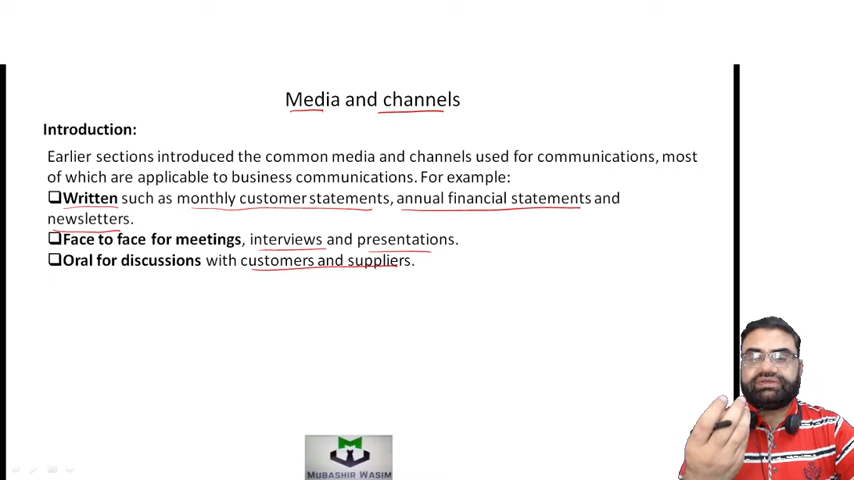 Media and channels
Introduction:
Earlier sections introduced the common media and channels used for communications, most
of which are applicable to business communications. For example:
❑Written such as monthly customer statements, annual financial statements and
newsletters.
❑Face to face for meetings, interviews and presentations.
❑Oral for discussions with customers and suppliers.
MUBASHIR WASIM